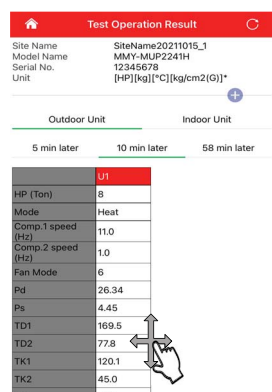 Test Operation Result
Site Name SiteName20211015_1
Model Name MMY-MUP2241H
Serial No. 12345678
Unit [HP][kg][°C][kg/cm2(G)]*
Outdoor Unit Indoor Unit
5 min later 10 min later 58 min later
U1
HP (Ton) 8
Mode Heat
Comp.1 speed (Hz) 11.0
Comp.2 speed (Hz) 1.0
Fan Mode 6
Pd 26.34
Ps 4.45
TD1 169.5
TD2 77.8
TK1 120.1
TK2 45.0